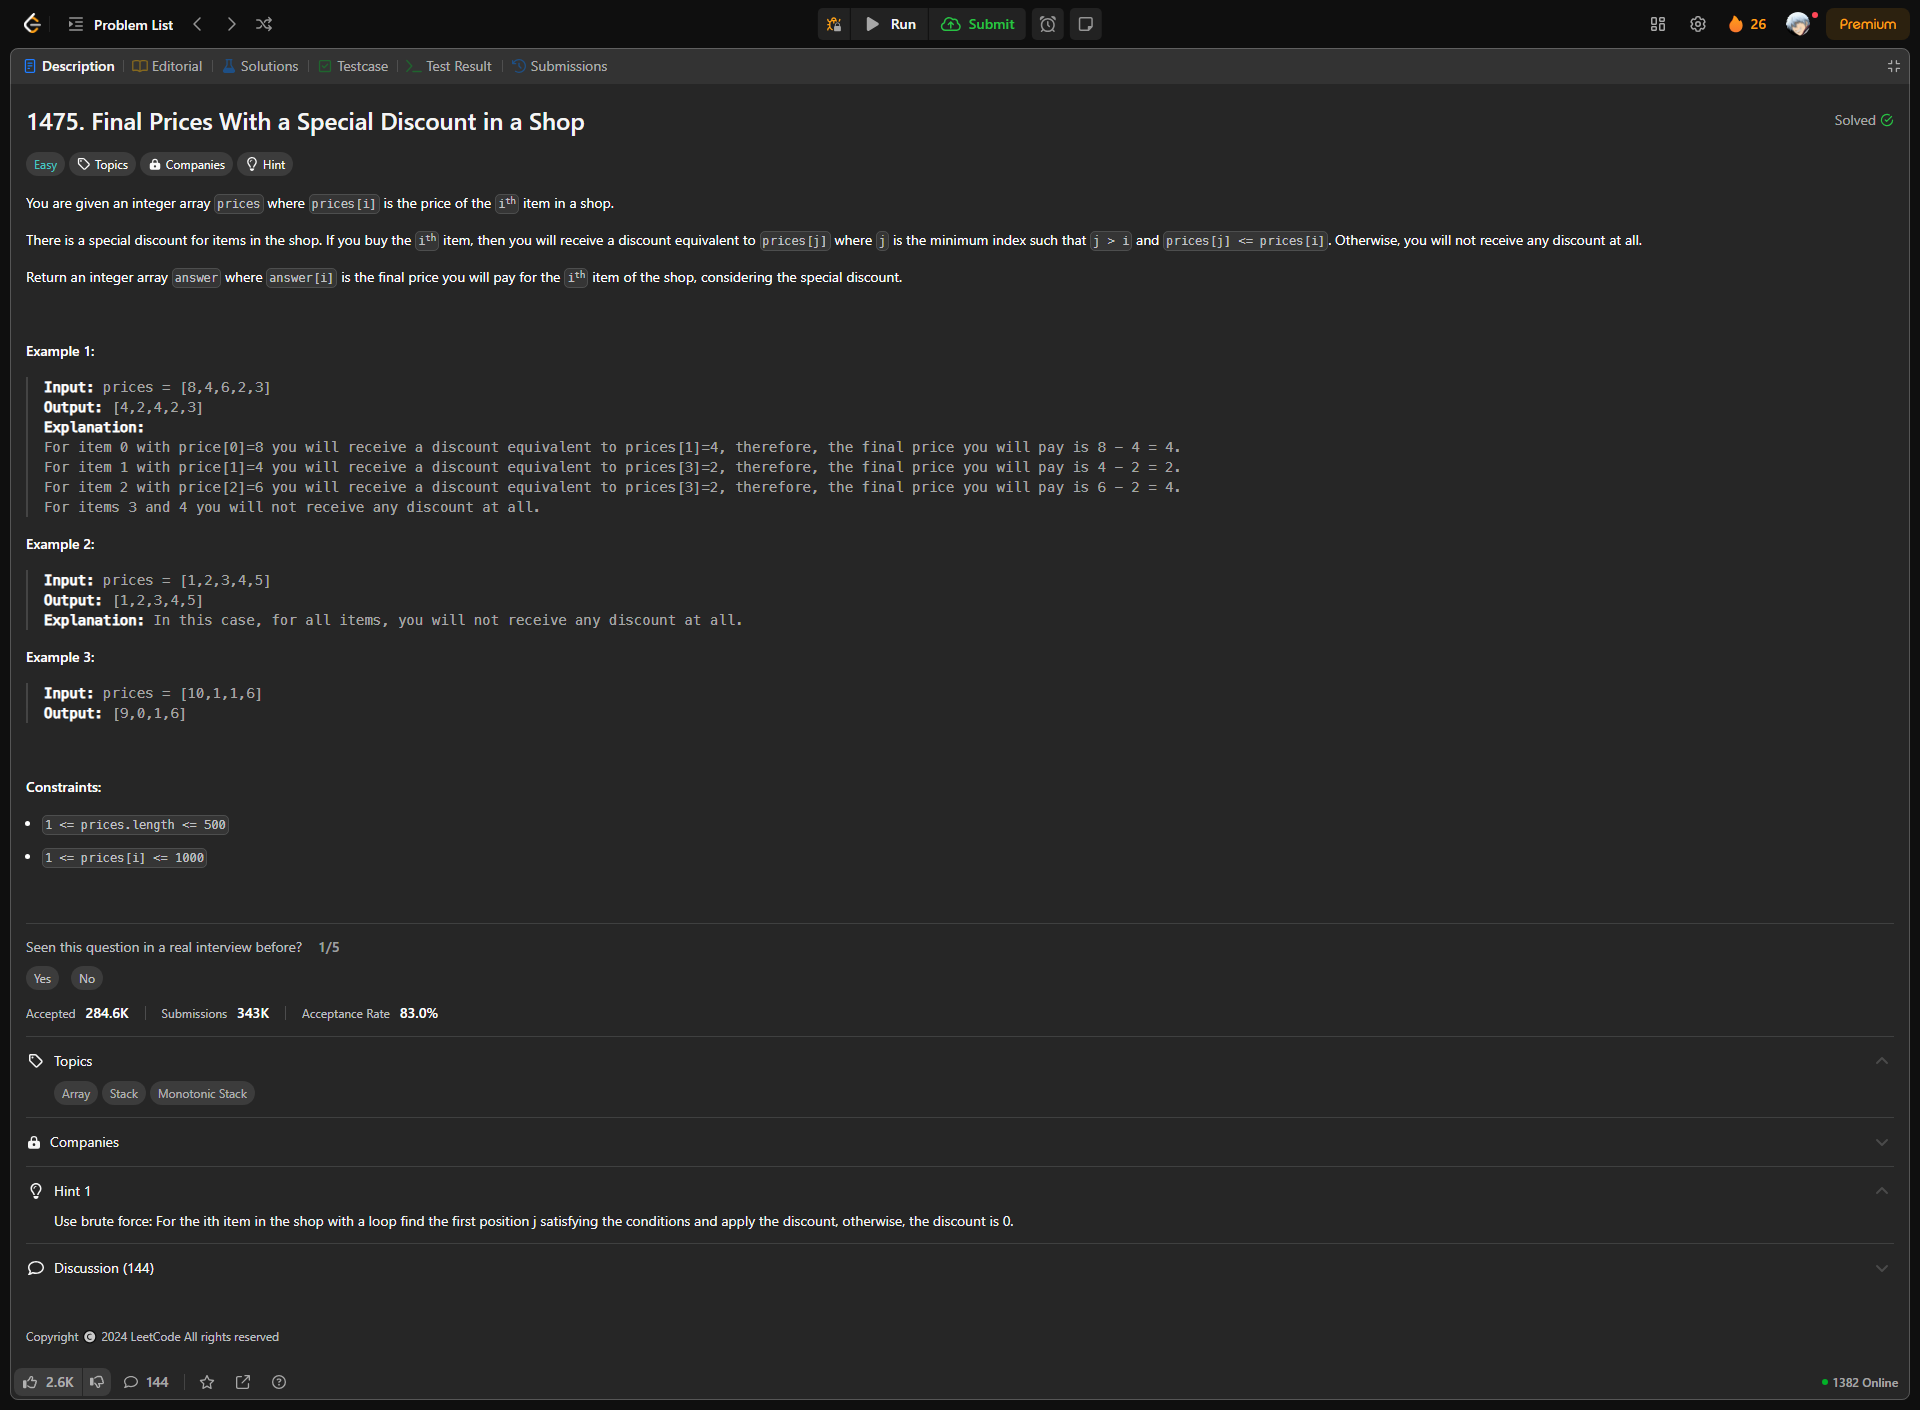 Problem List
Run
Submit
26
Premium
Description
Editorial
Solutions
Testcase
Test Result
Submissions
1475. Final Prices With a Special Discount in a Shop
Solved
Easy
Topics
Companies
Hint
You are given an integer array prices where prices[i] is the price of the ith item in a shop.
There is a special discount for items in the shop. If you buy the ith item, then you will receive a discount equivalent to prices[j] where j is the minimum index such that j > i and prices[j] <= prices[i]. Otherwise, you will not receive any discount at all.
Return an integer array answer where answer[i] is the final price you will pay for the ith item of the shop, considering the special discount.
Example 1:
Input: prices = [8,4,6,2,3]
Output: [4,2,4,2,3]
Explanation:
For item 0 with price[0]=8 you will receive a discount equivalent to prices[1]=4, therefore, the final price you will pay is 8 - 4 = 4.
For item 1 with price[1]=4 you will receive a discount equivalent to prices[3]=2, therefore, the final price you will pay is 4 - 2 = 2.
For item 2 with price[2]=6 you will receive a discount equivalent to prices[3]=2, therefore, the final price you will pay is 6 - 2 = 4.
For items 3 and 4 you will not receive any discount at all.
Example 2:
Input: prices = [1,2,3,4,5]
Output: [1,2,3,4,5]
Explanation: In this case, for all items, you will not receive any discount at all.
Example 3:
Input: prices = [10,1,1,6]
Output: [9,0,1,6]
Constraints:
1 <= prices.length <= 500
1 <= prices[i] <= 1000
Seen this question in a real interview before? 1/5
Yes
No
Accepted 284.6K
Submissions 343K
Acceptance Rate 83.0%
Topics
Array
Stack
Monotonic Stack
Companies
Hint 1
Use brute force: For the ith item in the shop with a loop find the first position j satisfying the conditions and apply the discount, otherwise, the discount is 0.
Discussion (144)
Copyright © 2024 LeetCode All rights reserved
2.6K
144
1382 Online